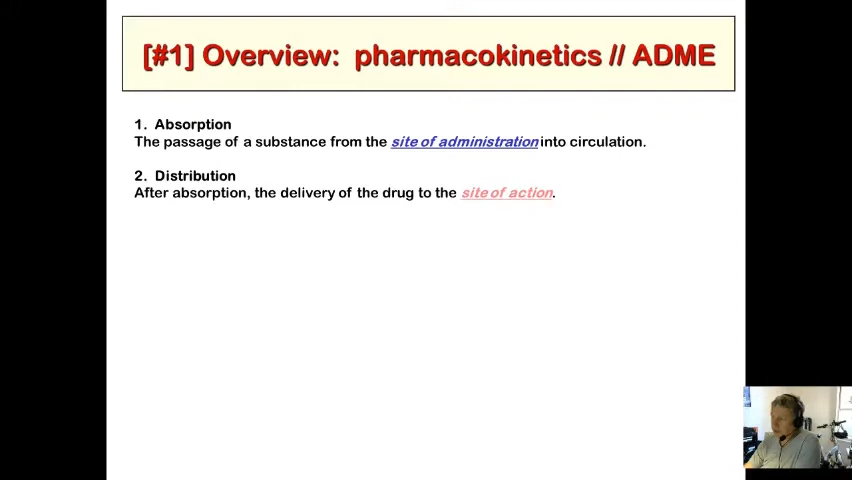 [#1] Overview:  pharmacokinetics // ADME
1.  Absorption
The passage of a substance from the site of administration into circulation.
2.  Distribution
After absorption, the delivery of the drug to the site of action.